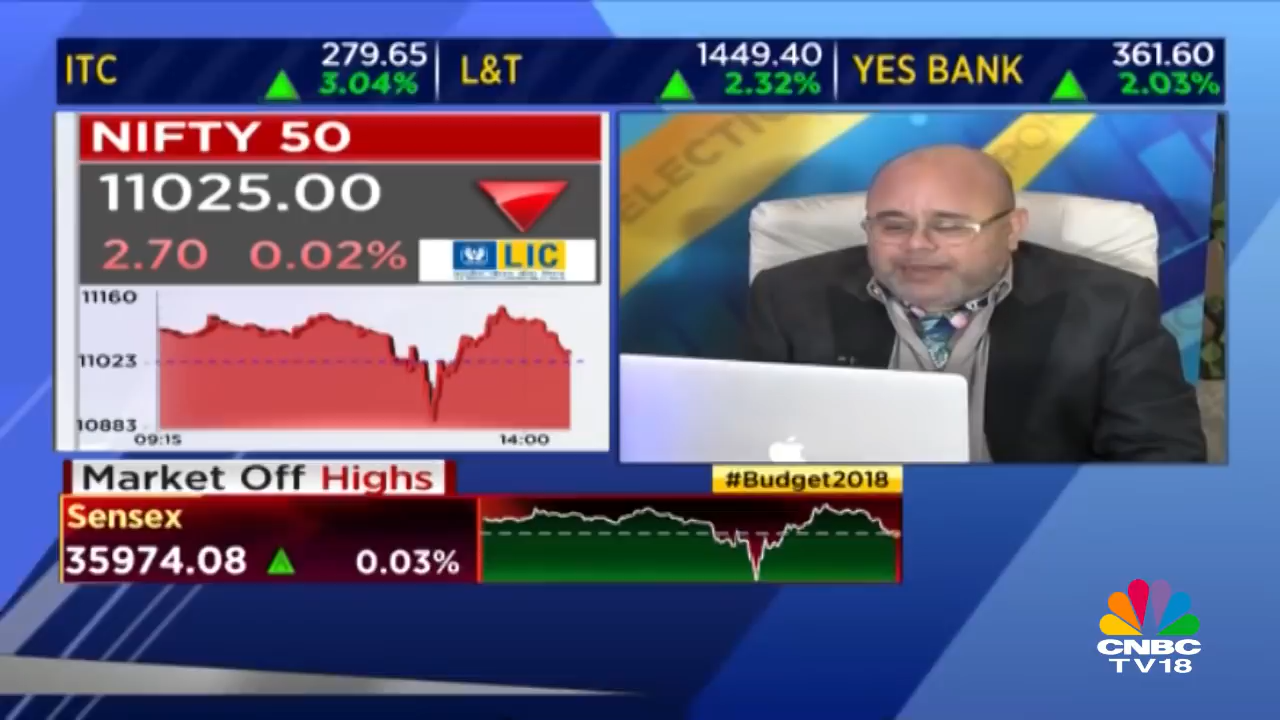 ITC
279.65
3.04%
L&T
1449.40
2.32%
YES BANK
361.60
2.03%
NIFTY 50
11025.00
2.70 0.02%
LIC
11160
11023
10883
09:15
14:00
ELECTIO
Market Off Highs
#Budget2018
Sensex
35974.08
0.03%
CNBC
TV18